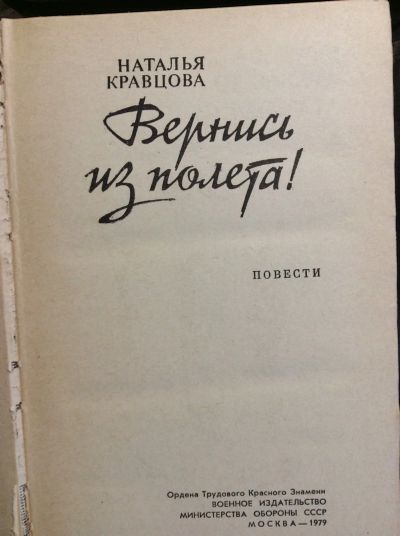 НАТАЛЬЯ
КРАВЦОВА
Вернись
из полета!
ПОВЕСТИ
Ордена Трудового Красного Знамени
ВОЕННОЕ ИЗДАТЕЛЬСТВО
МИНИСТЕРСТВА ОБОРОНЫ СССР
МОСКВА — 1979